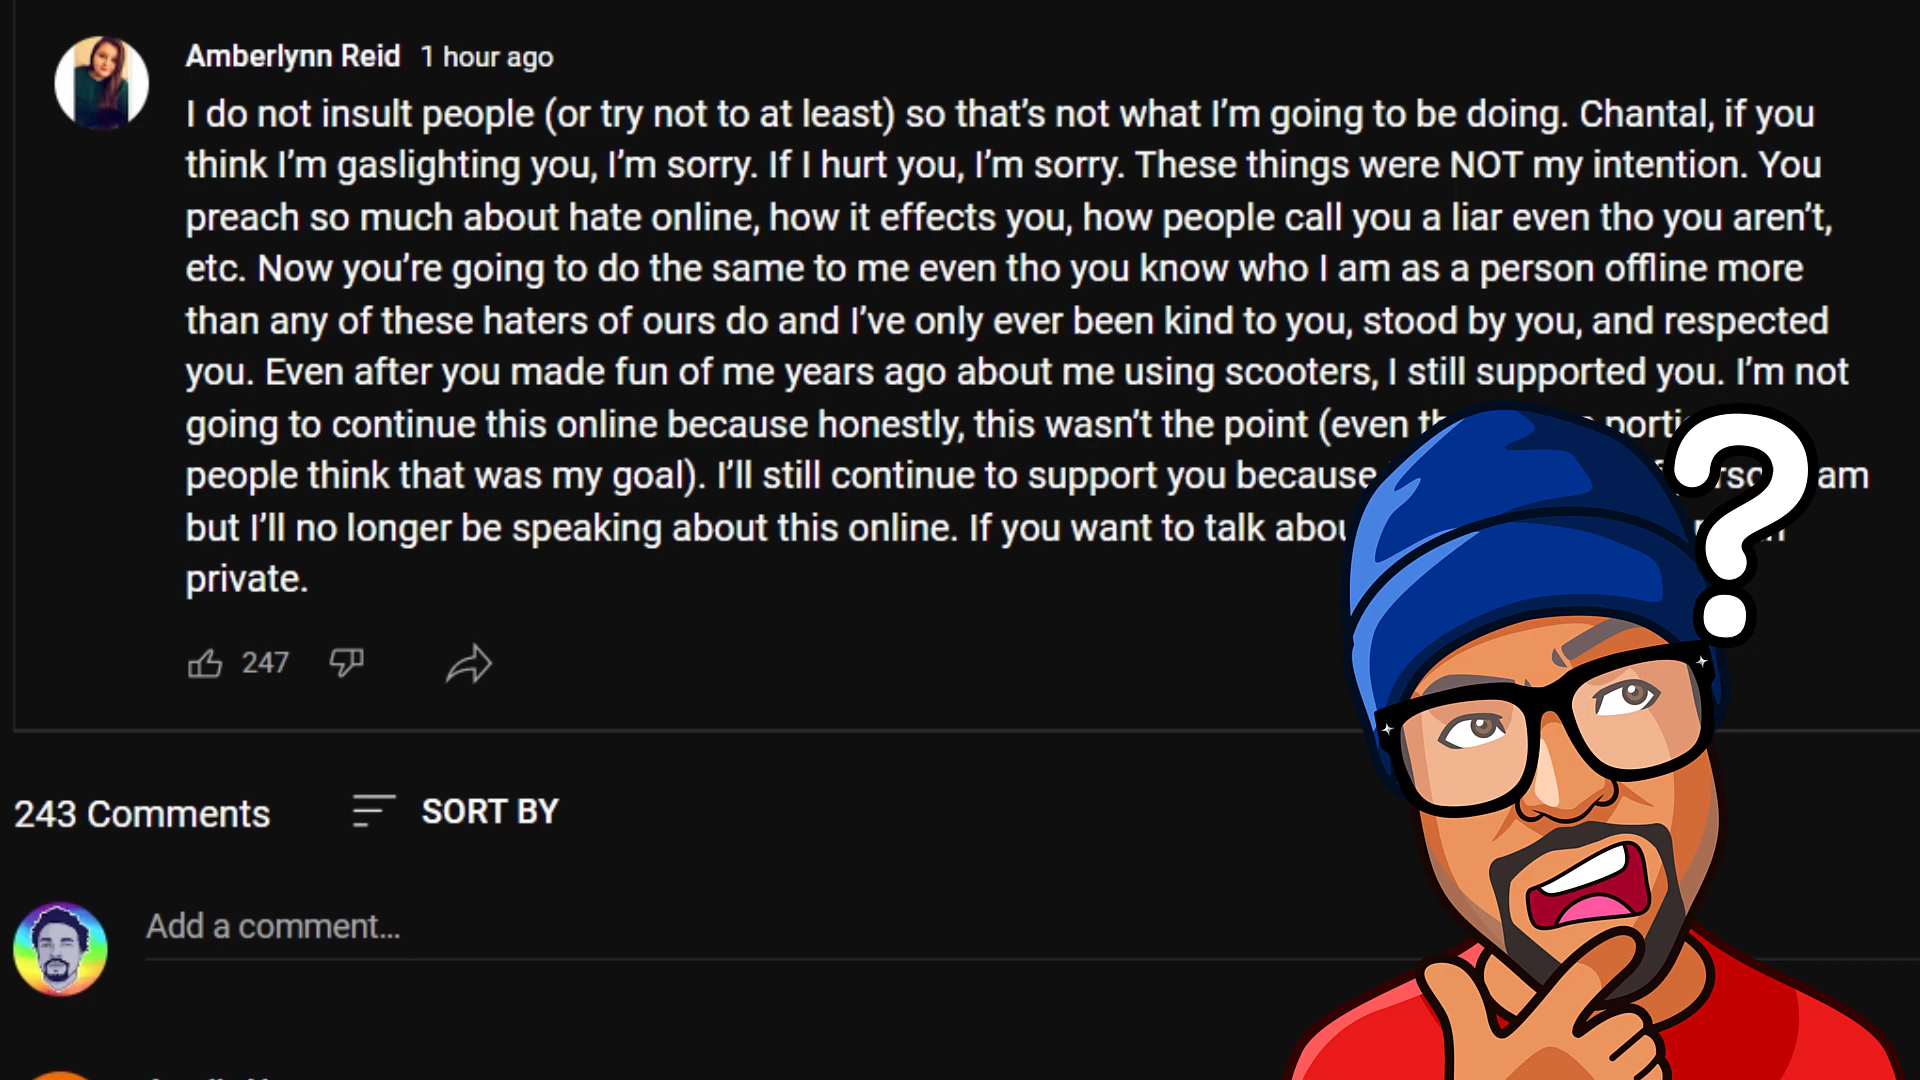 Amberlynn Reid 1 hour ago
I do not insult people (or try not to at least) so that’s not what I’m going to be doing. Chantal, if you
think I’m gaslighting you, I’m sorry. If I hurt you, I’m sorry. These things were NOT my intention. You
preach so much about hate online, how it effects you, how people call you a liar even tho you aren’t,
etc. Now you’re going to do the same to me even tho you know who I am as a person offline more
than any of these haters of ours do and I’ve only ever been kind to you, stood by you, and respected
you. Even after you made fun of me years ago about me using scooters, I still supported you. I’m not
going to continue this online because honestly, this wasn’t the point (even
people think that was my goal). I’ll still continue to support you because am
but I’ll no longer be speaking about this online. If you want to talk
private.
247
243 Comments SORT BY
Add a comment...
?